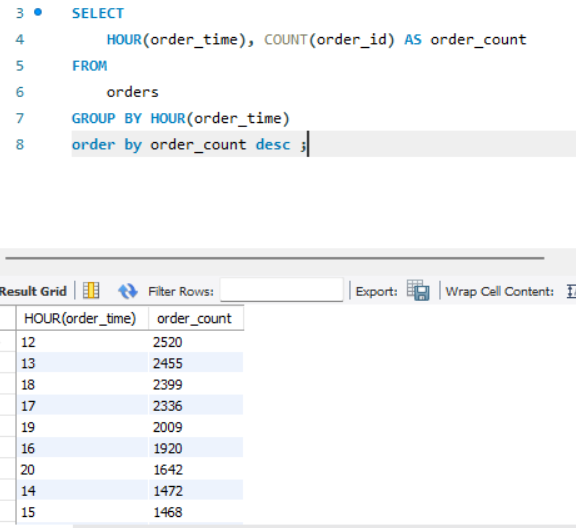 3 SELECT
4 HOUR(order_time), COUNT(order_id) AS order_count
5 FROM
6 orders
7 GROUP BY HOUR(order_time)
8 order by order_count desc ;
Result Grid Filter Rows: Export: Wrap Cell Content:
HOUR(order_time) order_count
12 2520
13 2455
18 2399
17 2336
19 2009
16 1920
20 1642
14 1472
15 1468